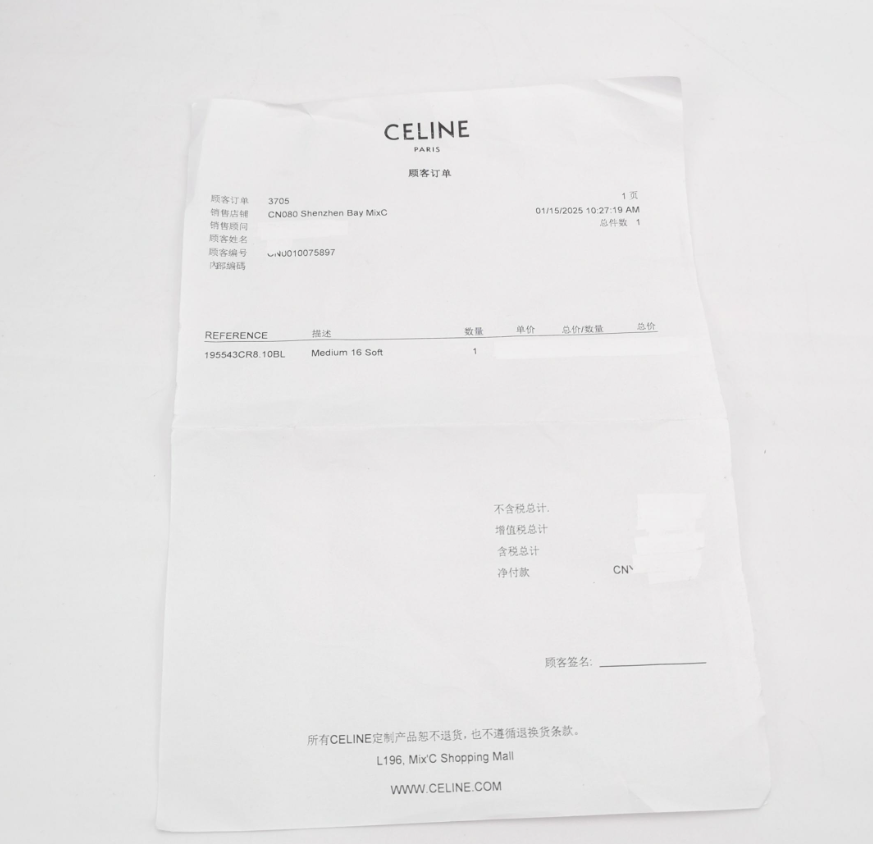 CELINE
PARIS
顾客订单
顾客订单 3705 1 页
销售店铺 CN080 Shenzhen Bay MixC 01/15/2025 10:27:19 AM
销售顾问 总件数 1
顾客姓名
顾客编号 CN0010075897
内部编码
REFERENCE 描述 数量 单价 总价/数量 总价
195543CR8.10BL Medium 16 Soft 1
不含税总计.
增值税总计
含税总计
净付款 CNY
顾客签名:
所有CELINE定制产品恕不退货, 也不遵循退换货条款。
L196, Mix'C Shopping Mall
WWW.CELINE.COM